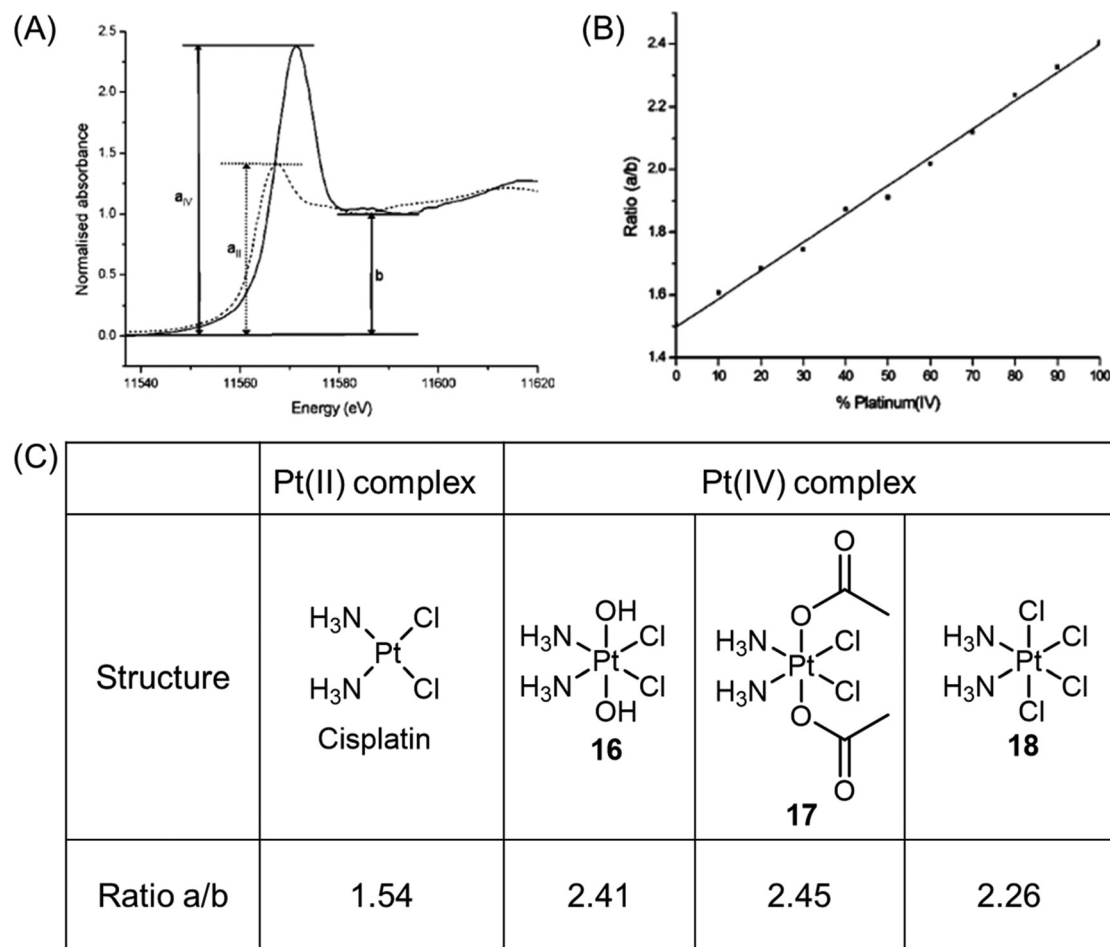 (A)
2.5
2.0
1.5
1.0
0.5
0.0
Normalised absorbance
a_IV
a_II
b
11540 11560 11580 11600 11620
Energy (eV)
(B)
2.4
2.2
2.0
1.8
1.6
1.4
Ratio (a/b)
0 10 20 30 40 50 60 70 80 90 100
% Platinum(IV)
(C)
Pt(II) complex Pt(IV) complex
Structure
H3N Cl
Pt
H3N Cl
Cisplatin
OH
H3N Cl
Pt
H3N Cl
OH
16
O
O
H3N Cl
Pt
H3N Cl
O
O
17
Cl
H3N Cl
Pt
H3N Cl
Cl
18
Ratio a/b 1.54 2.41 2.45 2.26